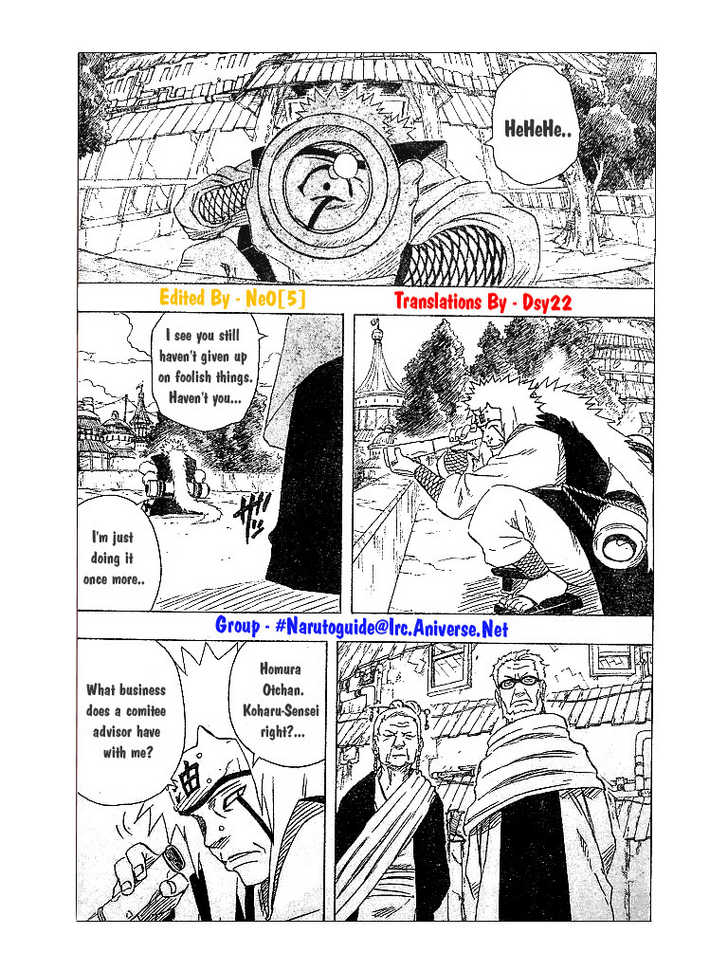 HeHeHe..
Edited By - NeO[5]
Translations By - Dsy22
I see you still
haven't given up
on foolish things.
Haven't you...
I'm just
doing it
once more..
Group - #Narutoguide@Irc.Aniverse.Net
Homura
Otchan.
Koharu-Sensei
right?...
What business
does a comitee
advisor have
with me?
油